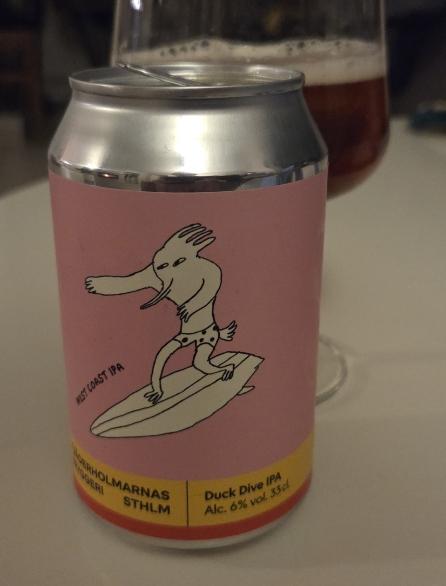 WEST COAST IPA
STHLM
Duck Dive IPA
Alc. 6% vol. 33cl.